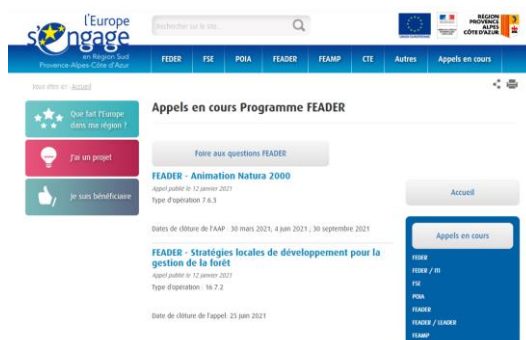 l'Europe
s'engage
en Région Sud
Provence-Alpes-Côte d'Azur
Rechercher sur le site...
UNION EUROPÉENNE
RÉGION
PROVENCE
ALPES
CÔTE D'AZUR
FEDER FSE POIA FEADER FEAMP CTE Autres Appels en cours
Vous êtes ici : Accueil
Que fait l'Europe
dans ma région ?
J'ai un projet
Je suis bénéficiaire
Appels en cours Programme FEADER
Foire aux questions FEADER
FEADER - Animation Natura 2000
Appel publié le 12 janvier 2021
Type d'opération 7.6.3
Dates de clôture de l'AAP : 30 mars 2021, 4 juin 2021 , 30 septembre 2021
FEADER - Stratégies locales de développement pour la
gestion de la forêt
Appel publié le 12 janvier 2021
Type d'opération : 16.7.2
Date de clôture de l'appel: 25 juin 2021
Accueil
Appels en cours
FEDER
FEDER / ITI
FSE
POIA
FEADER
FEADER / LEADER
FEAMP